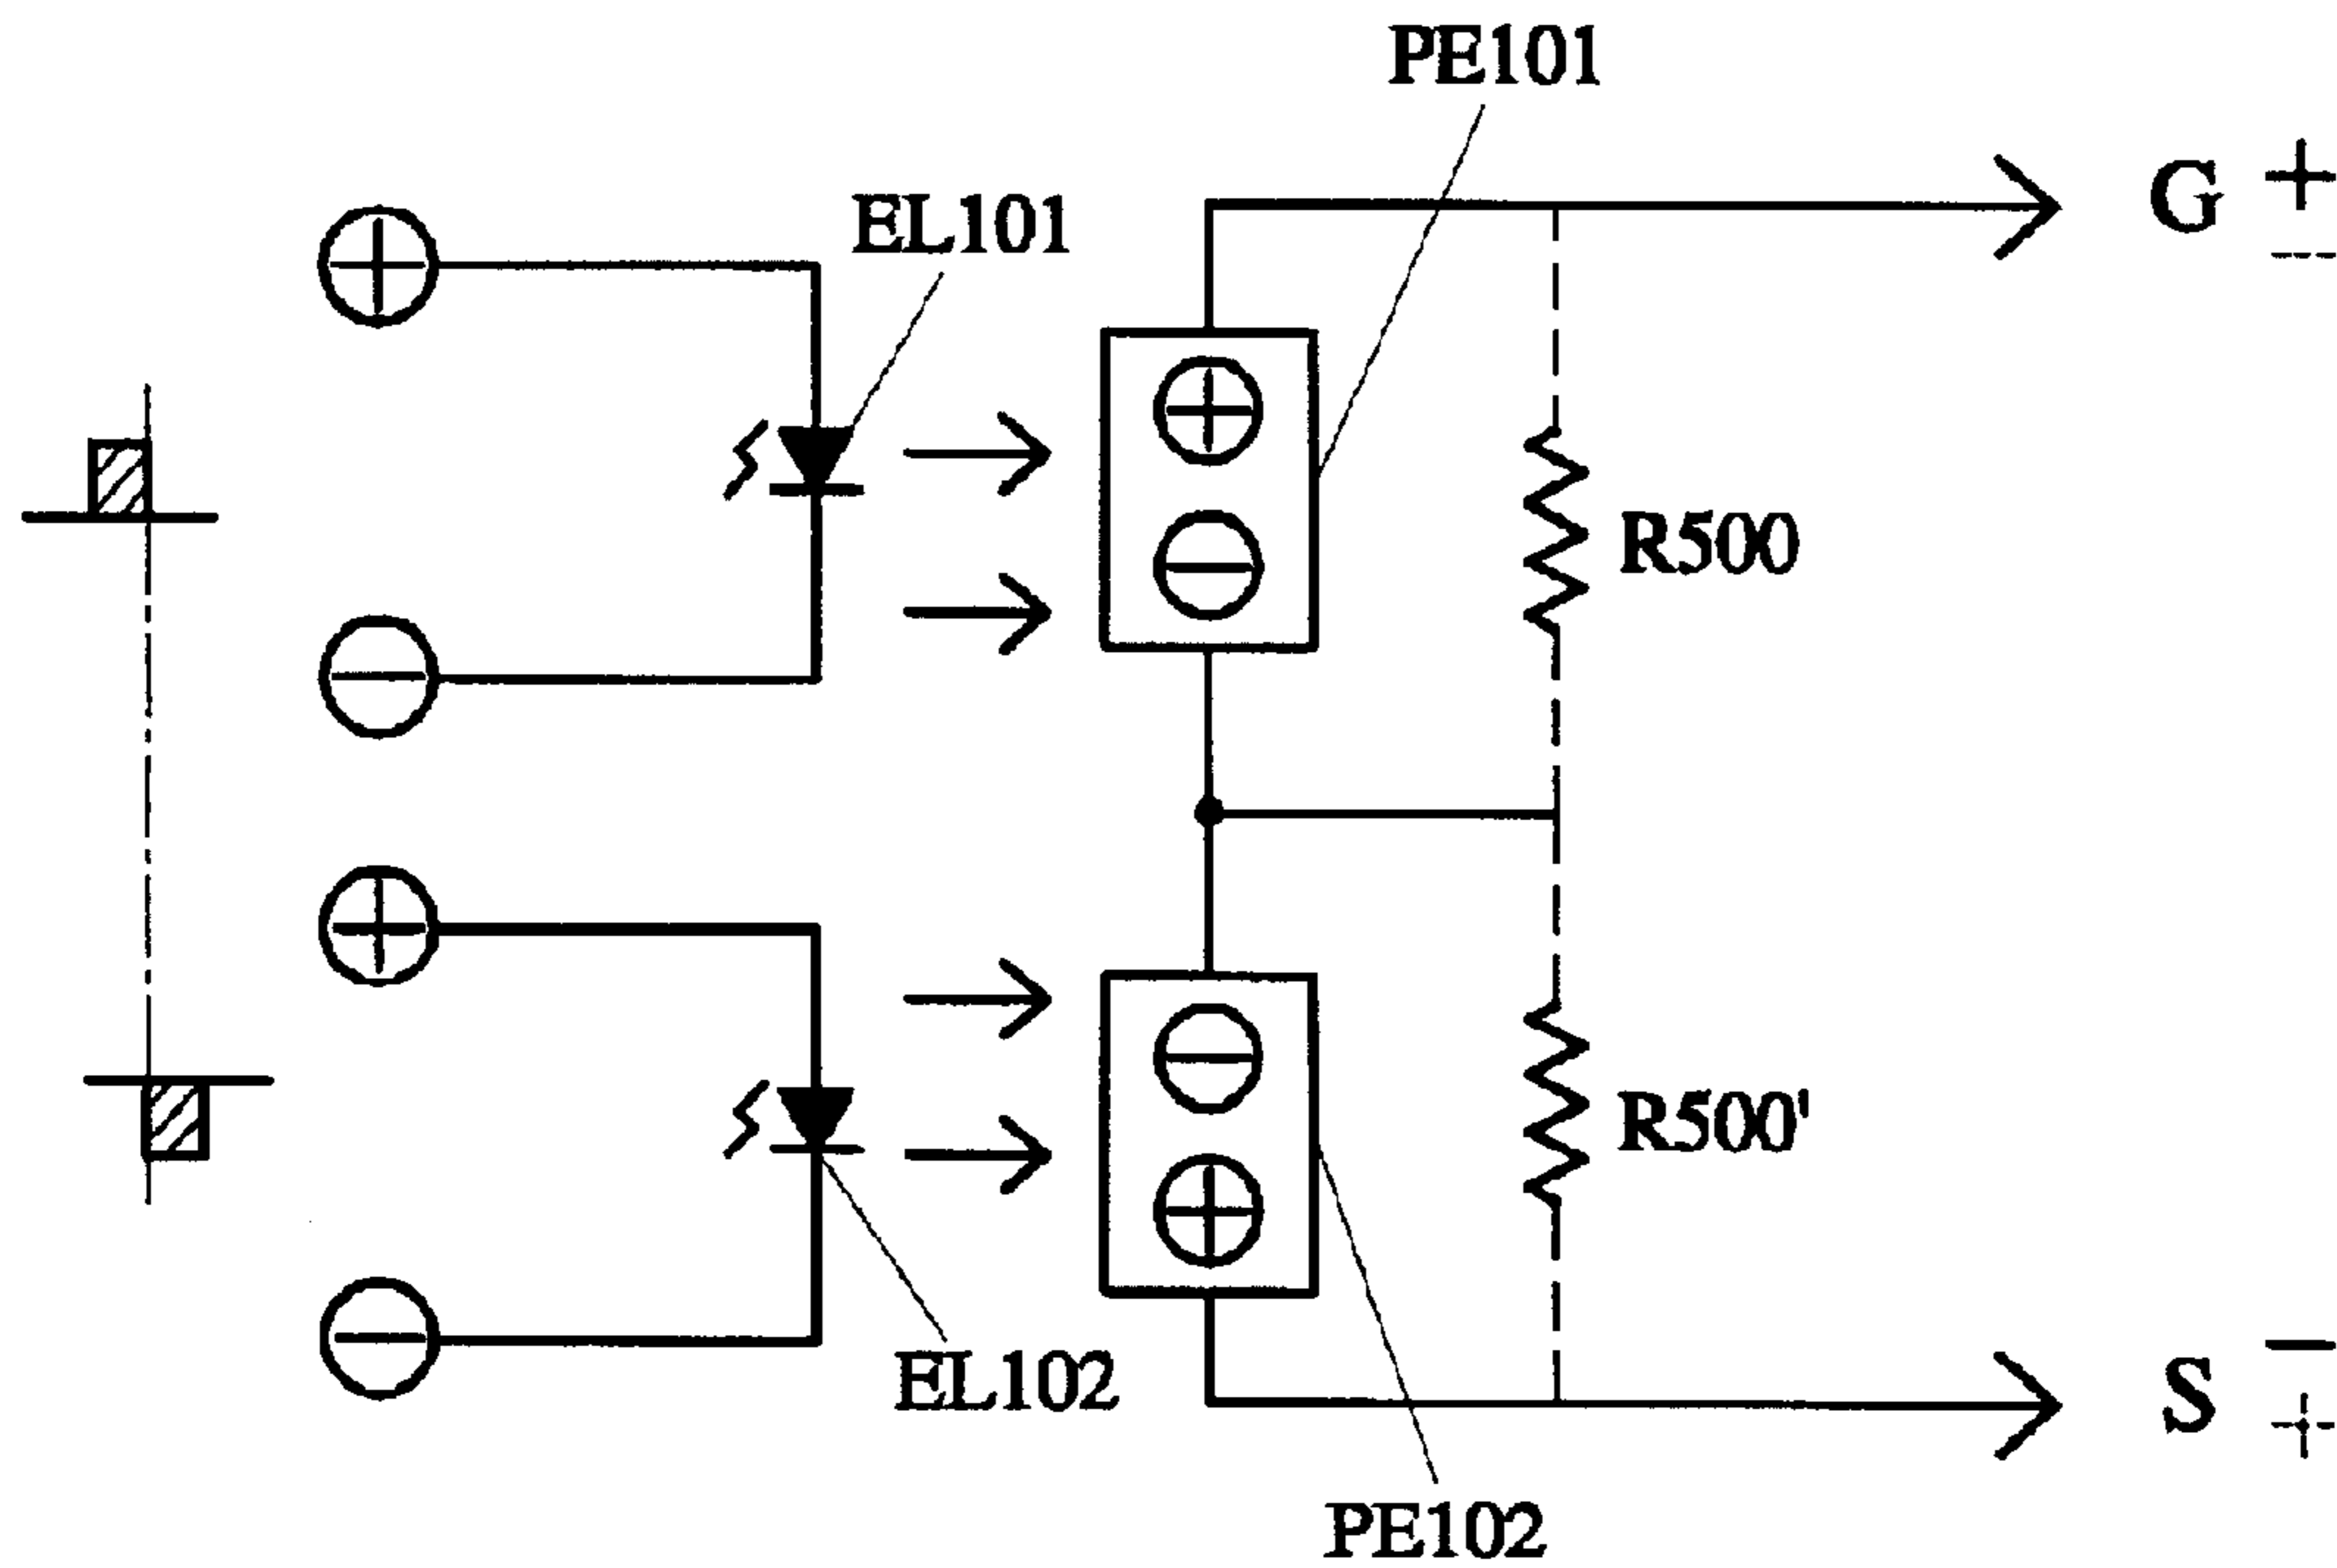 PE101
EL101
G +
--
R500
R500'
EL102
S −
+
PE102